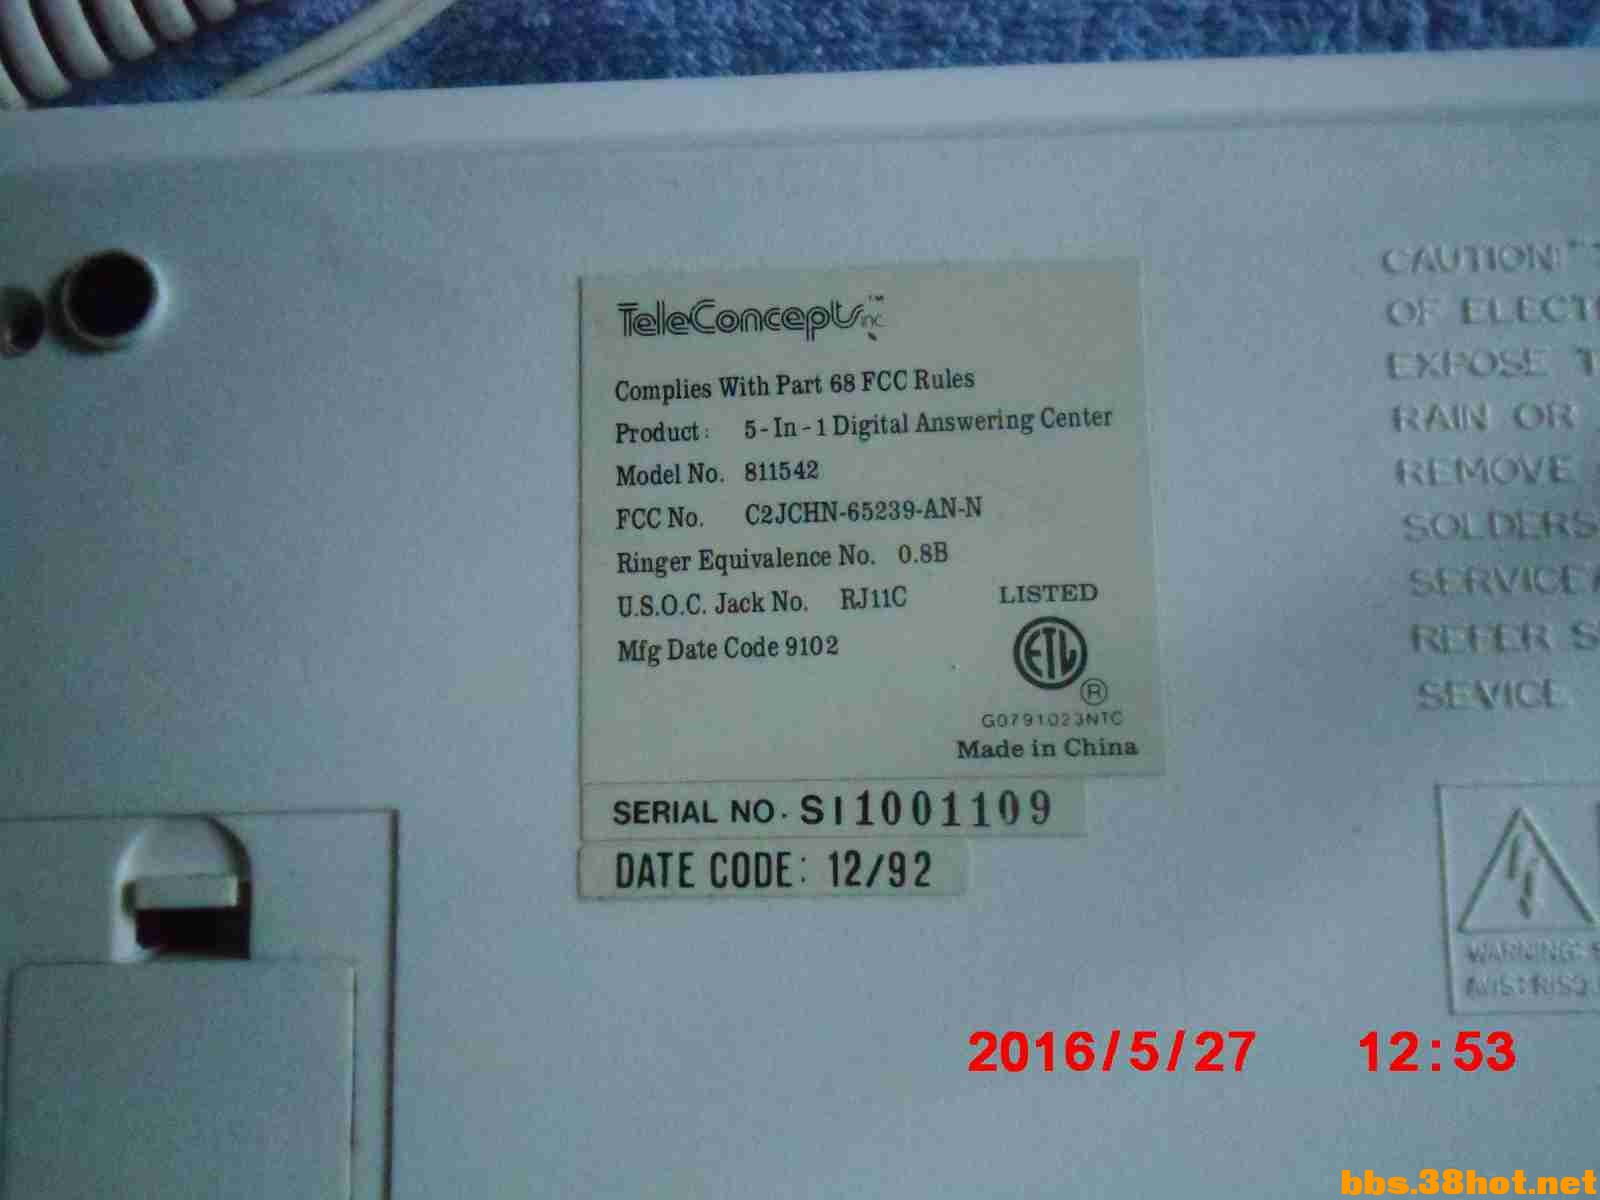 TeleConcepts inc.™
Complies With Part 68 FCC Rules
Product: 5-In-1 Digital Answering Center
Model No. 811542
FCC No. C2JCHN-65239-AN-N
Ringer Equivalence No. 0.8B
U.S.O.C. Jack No. RJ11C
Mfg Date Code 9102
LISTED
ETL
®
G0791023NTC
Made in China
SERIAL NO. SI1001109
DATE CODE: 12/92
CAUTION:
OF ELECT
EXPOSE T
RAIN OR
REMOVE
SOLDERS
SERVICE
REFER S
SEVICE
WARNING: S
AVIS: RISQ
2016/5/27 12:53
bbs.38hot.net